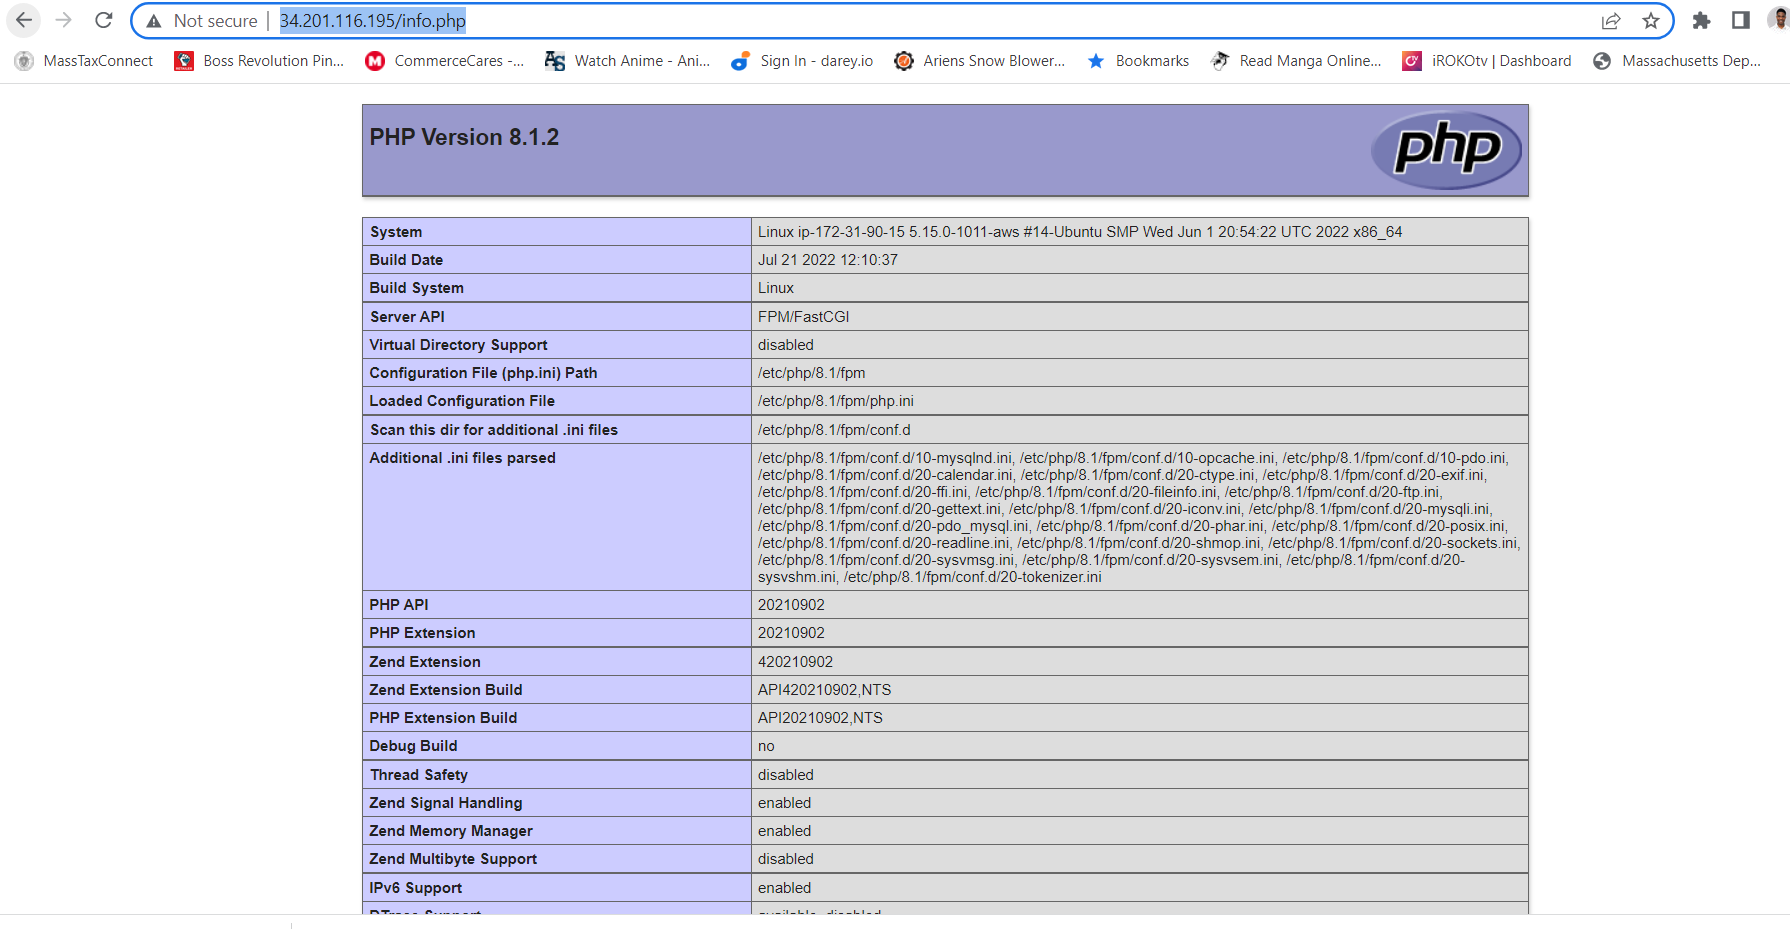 Not secure | 34.201.116.195/info.php
MassTaxConnect Boss Revolution Pin... CommerceCares -... Watch Anime - Ani... Sign In - darey.io Ariens Snow Blower... Bookmarks Read Manga Online... iROKOtv | Dashboard Massachusetts Dep...
PHP Version 8.1.2
php
System Linux ip-172-31-90-15 5.15.0-1011-aws #14-Ubuntu SMP Wed Jun 1 20:54:22 UTC 2022 x86_64
Build Date Jul 21 2022 12:10:37
Build System Linux
Server API FPM/FastCGI
Virtual Directory Support disabled
Configuration File (php.ini) Path /etc/php/8.1/fpm
Loaded Configuration File /etc/php/8.1/fpm/php.ini
Scan this dir for additional .ini files /etc/php/8.1/fpm/conf.d
Additional .ini files parsed /etc/php/8.1/fpm/conf.d/10-mysqlnd.ini, /etc/php/8.1/fpm/conf.d/10-opcache.ini, /etc/php/8.1/fpm/conf.d/10-pdo.ini,
/etc/php/8.1/fpm/conf.d/20-calendar.ini, /etc/php/8.1/fpm/conf.d/20-ctype.ini, /etc/php/8.1/fpm/conf.d/20-exif.ini,
/etc/php/8.1/fpm/conf.d/20-ffi.ini, /etc/php/8.1/fpm/conf.d/20-fileinfo.ini, /etc/php/8.1/fpm/conf.d/20-ftp.ini,
/etc/php/8.1/fpm/conf.d/20-gettext.ini, /etc/php/8.1/fpm/conf.d/20-iconv.ini, /etc/php/8.1/fpm/conf.d/20-mysqli.ini,
/etc/php/8.1/fpm/conf.d/20-pdo_mysql.ini, /etc/php/8.1/fpm/conf.d/20-phar.ini, /etc/php/8.1/fpm/conf.d/20-posix.ini,
/etc/php/8.1/fpm/conf.d/20-readline.ini, /etc/php/8.1/fpm/conf.d/20-shmop.ini, /etc/php/8.1/fpm/conf.d/20-sockets.ini,
/etc/php/8.1/fpm/conf.d/20-sysvmsg.ini, /etc/php/8.1/fpm/conf.d/20-sysvsem.ini, /etc/php/8.1/fpm/conf.d/20-
sysvshm.ini, /etc/php/8.1/fpm/conf.d/20-tokenizer.ini
PHP API 20210902
PHP Extension 20210902
Zend Extension 420210902
Zend Extension Build API420210902,NTS
PHP Extension Build API20210902,NTS
Debug Build no
Thread Safety disabled
Zend Signal Handling enabled
Zend Memory Manager enabled
Zend Multibyte Support disabled
IPv6 Support enabled